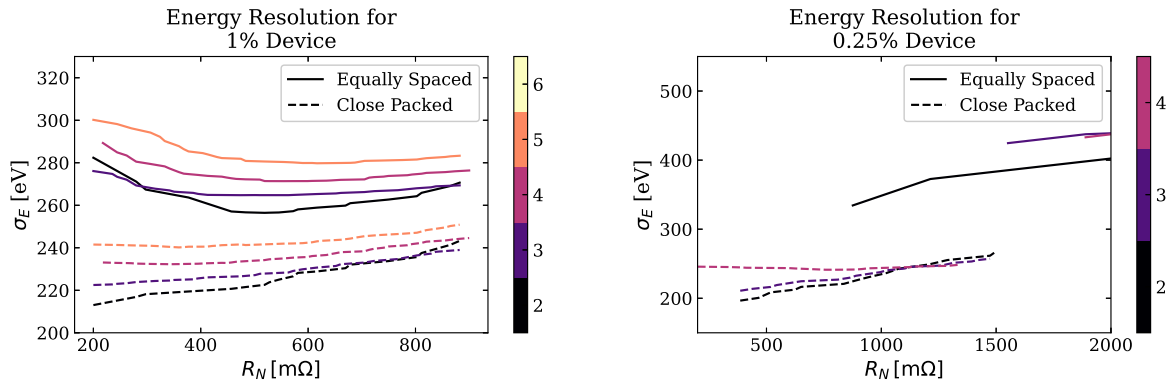 Energy Resolution for
1% Device
320
300
280
260
240
220
200
σ_E [eV]
200 400 600 800
R_N [mΩ]
Equally Spaced
Close Packed
6
5
4
3
2
Energy Resolution for
0.25% Device
500
400
300
200
σ_E [eV]
500 1000 1500 2000
R_N [mΩ]
Equally Spaced
Close Packed
4
3
2